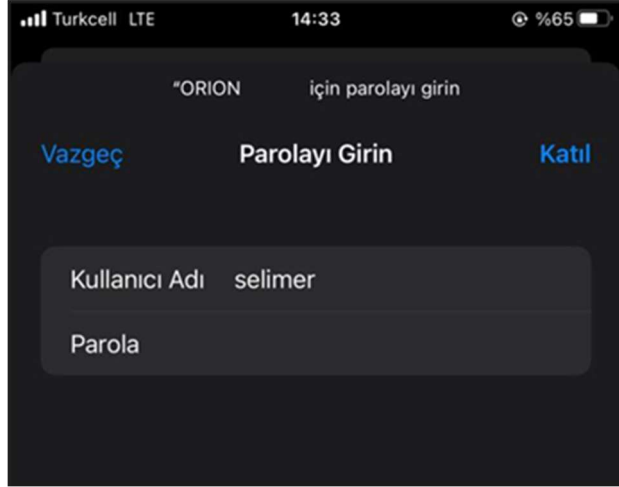 Turkcell LTE 14:33 %65
"ORION için parolayı girin
Vazgeç Parolayı Girin Katıl
Kullanıcı Adı selimer
Parola